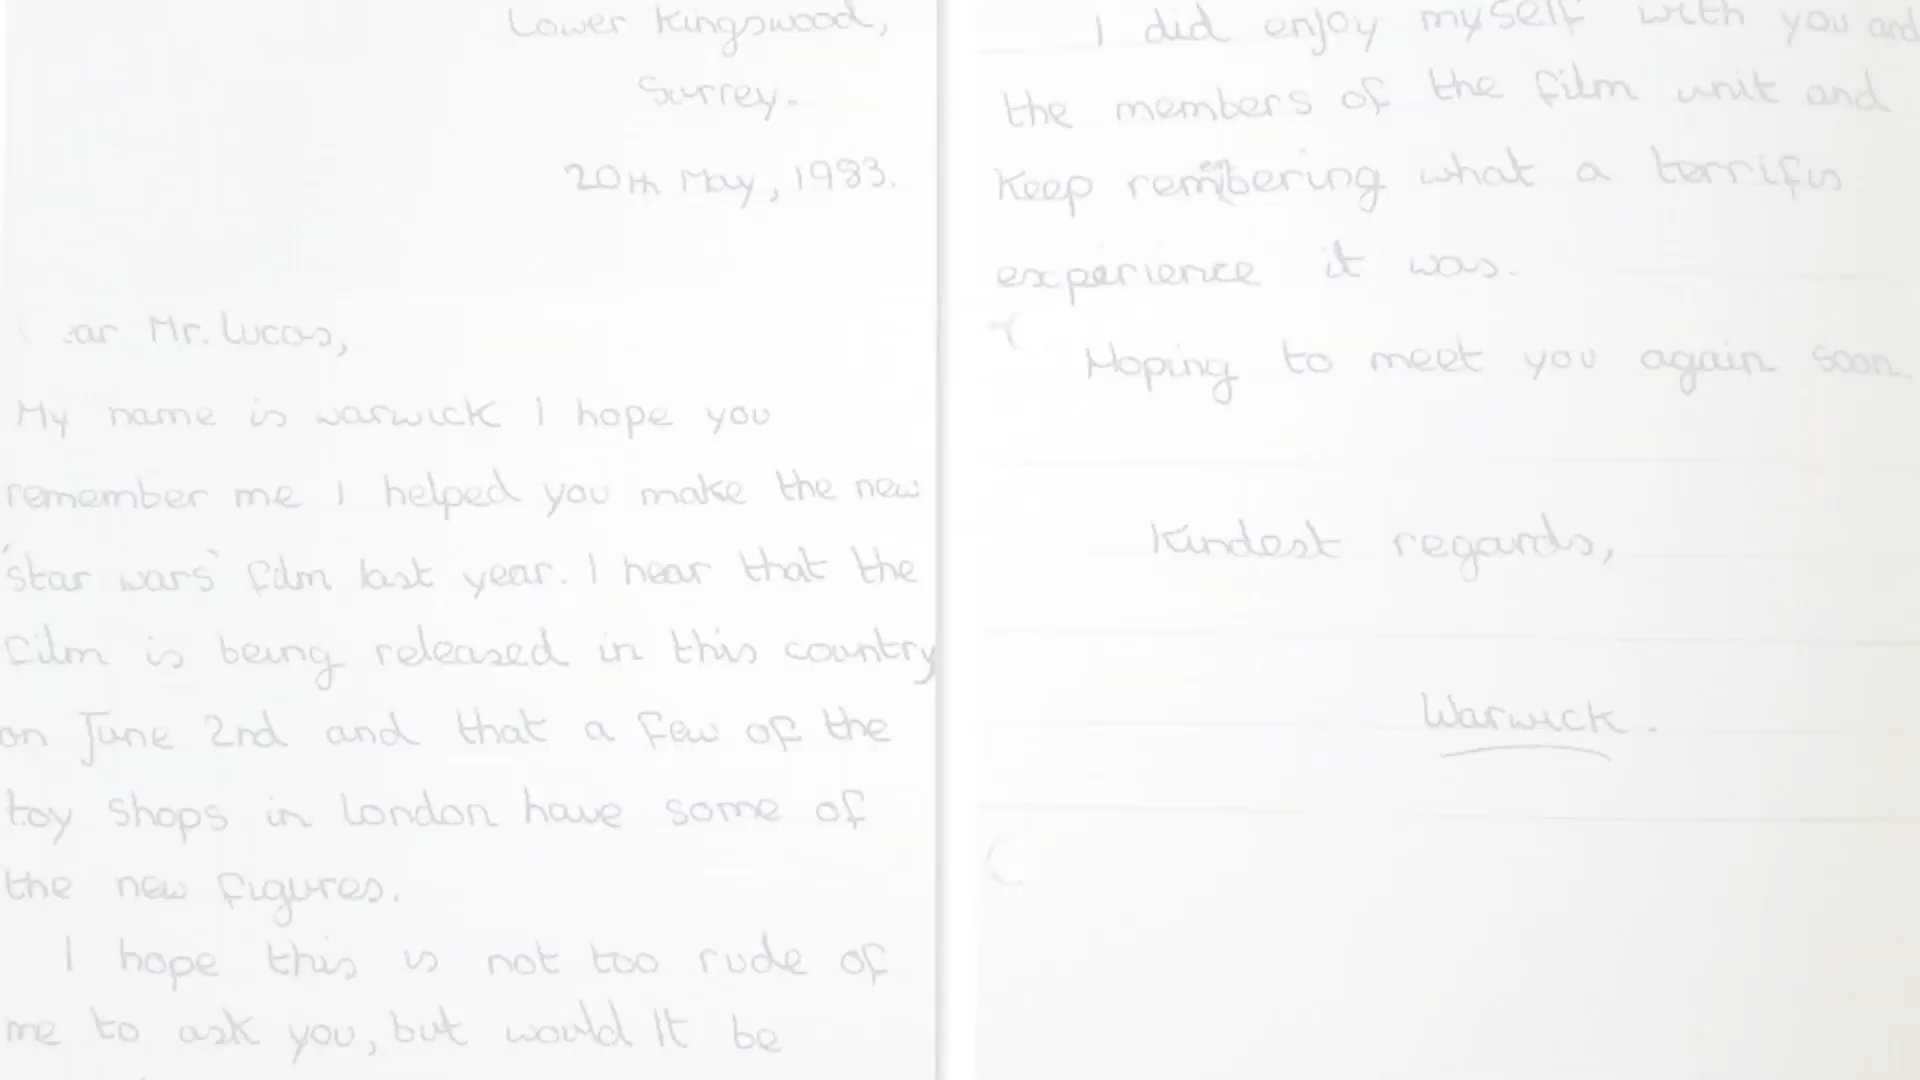 Lower Kingswood,
Surrey.
20th May, 1983.
ar Mr. Lucas,
My name is warwick I hope you
remember me I helped you make the new
'star wars' film last year. I hear that the
film is being released in this country
on June 2nd and that a few of the
toy shops in London have some of
the new figures.
I hope this is not too rude of
me to ask you, but would It be
I did enjoy myself with you and
the members of the film unit and
Keep remembering what a terrifis
experience it was.
Hoping to meet you again soon.
Kindest regards,
Warwick.